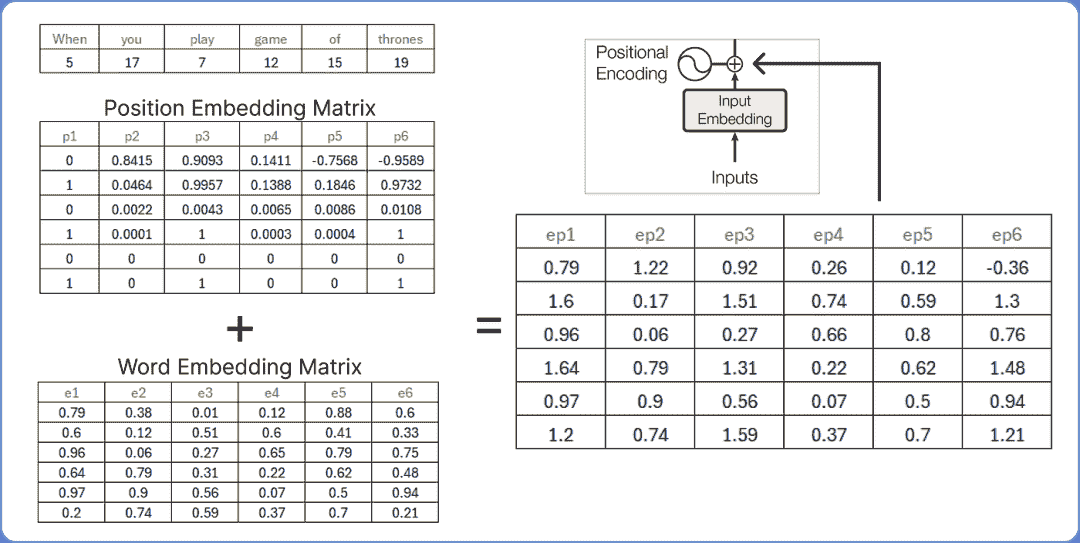 When you play game of thrones
5 17 7 12 15 19
Position Embedding Matrix
p1 p2 p3 p4 p5 p6
0 0.8415 0.9093 0.1411 -0.7568 -0.9589
1 0.0464 0.9957 0.1388 0.1846 0.9732
0 0.0022 0.0043 0.0065 0.0086 0.0108
1 0.0001 1 0.0003 0.0004 1
0 0 0 0 0 0
1 0 1 0 0 1
+
Word Embedding Matrix
e1 e2 e3 e4 e5 e6
0.79 0.38 0.01 0.12 0.88 0.6
0.6 0.12 0.51 0.6 0.41 0.33
0.96 0.06 0.27 0.65 0.79 0.75
0.64 0.79 0.31 0.22 0.62 0.48
0.97 0.9 0.56 0.07 0.5 0.94
0.2 0.74 0.59 0.37 0.7 0.21
=
Positional
Encoding
+
Input
Embedding
Inputs
ep1 ep2 ep3 ep4 ep5 ep6
0.79 1.22 0.92 0.26 0.12 -0.36
1.6 0.17 1.51 0.74 0.59 1.3
0.96 0.06 0.27 0.66 0.8 0.76
1.64 0.79 1.31 0.22 0.62 1.48
0.97 0.9 0.56 0.07 0.5 0.94
1.2 0.74 1.59 0.37 0.7 1.21